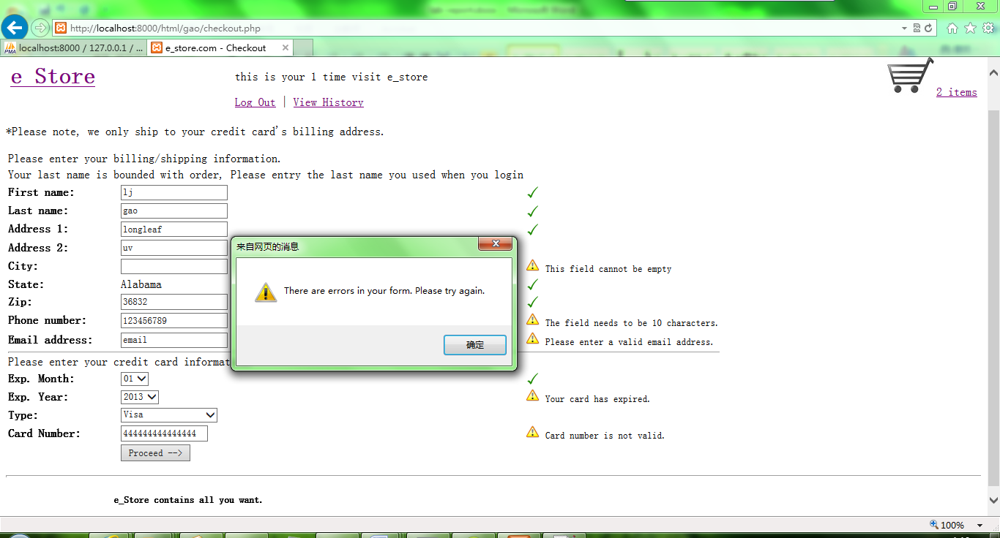 http://localhost:8000/html/gao/checkout.php
localhost:8000 / 127.0.0.1 / ...
e_store.com - Checkout
e Store
this is your 1 time visit e_store
Log Out | View History
2 items
*Please note, we only ship to your credit card's billing address.
Please enter your billing/shipping information.
Your last name is bounded with order, Please entry the last name you used when you login
First name: lj
Last name: gao
Address 1: longleaf
Address 2: uv
City: This field cannot be empty
State: Alabama
Zip: 36832
Phone number: 123456789 The field needs to be 10 characters.
Email address: email Please enter a valid email address.
来自网页的消息
There are errors in your form. Please try again.
确定
Please enter your credit card informat
Exp. Month: 01
Exp. Year: 2013 Your card has expired.
Type: Visa
Card Number: 444444444444444 Card number is not valid.
Proceed -->
e_Store contains all you want.
100%